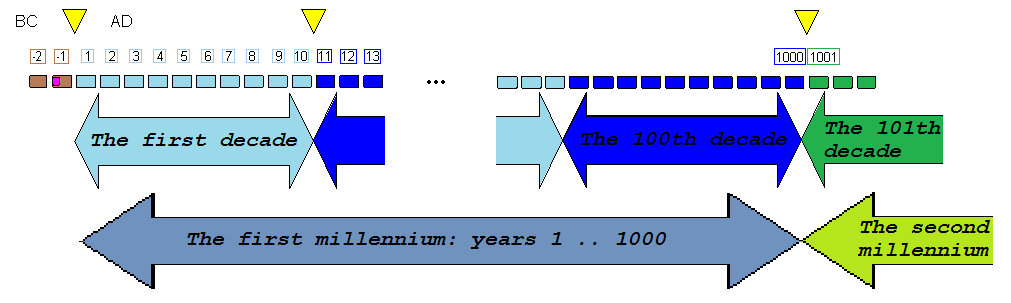 BC AD
-2 -1 1 2 3 4 5 6 7 8 9 10 11 12 13 ... 1000 1001
The first decade
The 100th decade
The 101th
decade
The first millennium: years 1 .. 1000
The second
millennium